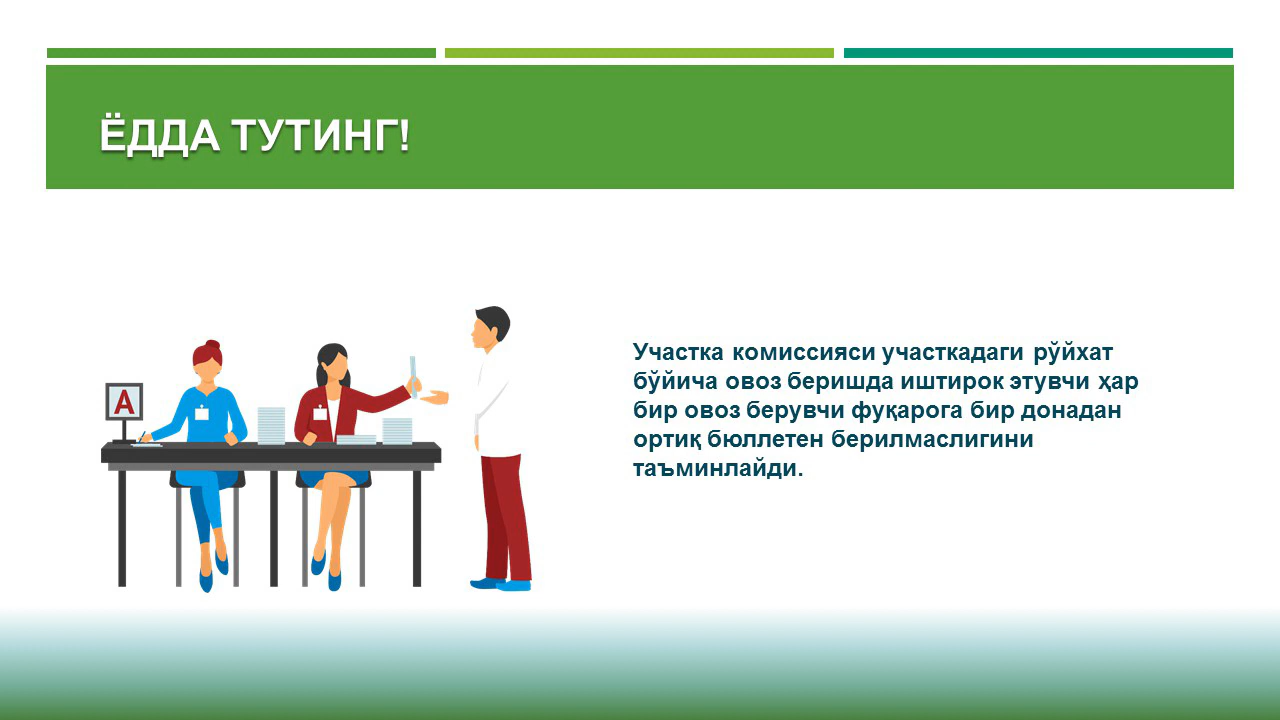 ЁДДА ТУТИНГ!
А
Участка комиссияси участкадаги рўйхат
бўйича овоз беришда иштирок этувчи ҳар
бир овоз берувчи фуқарога бир донадан
ортиқ бюллетен берилмаслигини
таъминлайди.